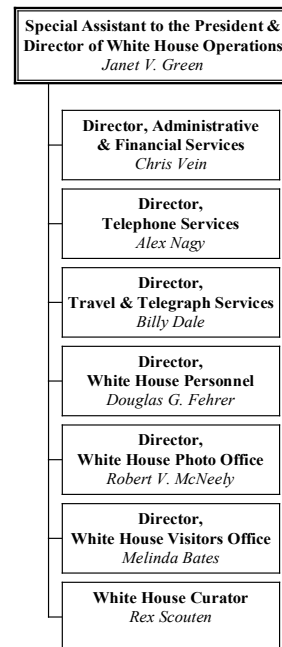 Special Assistant to the President &
Director of White House Operations
Janet V. Green
Director, Administrative
& Financial Services
Chris Vein
Director,
Telephone Services
Alex Nagy
Director,
Travel & Telegraph Services
Billy Dale
Director,
White House Personnel
Douglas G. Fehrer
Director,
White House Photo Office
Robert V. McNeely
Director,
White House Visitors Office
Melinda Bates
White House Curator
Rex Scouten